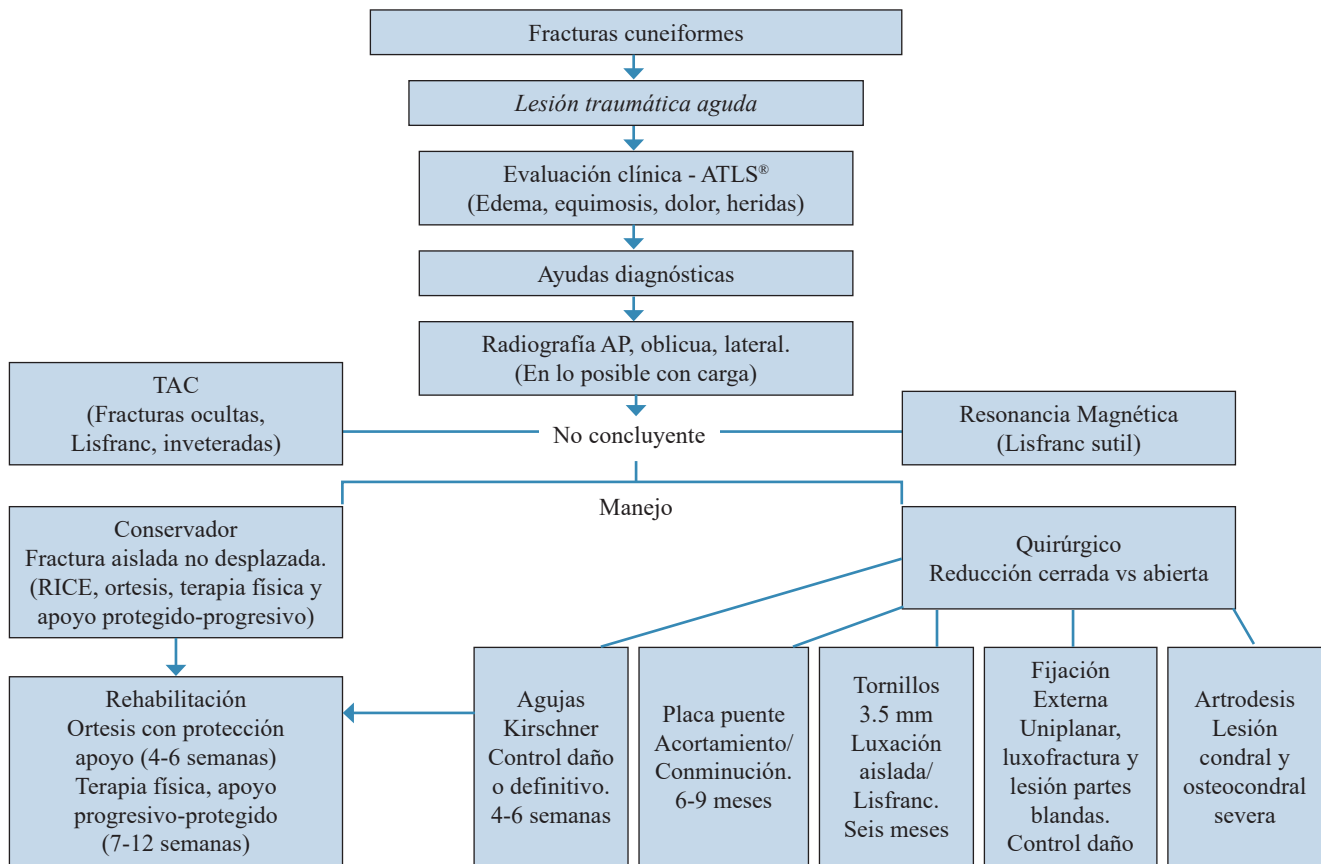 Fracturas cuneiformes
Lesión traumática aguda
Evaluación clínica - ATLS®
(Edema, equimosis, dolor, heridas)
Ayudas diagnósticas
Radiografía AP, oblicua, lateral.
(En lo posible con carga)
TAC
(Fracturas ocultas,
Lisfranc, inveteradas)
No concluyente
Resonancia Magnética
(Lisfranc sutil)
Manejo
Conservador
Fractura aislada no desplazada.
(RICE, ortesis, terapia física y
apoyo protegido-progresivo)
Quirúrgico
Reducción cerrada vs abierta
Rehabilitación
Ortesis con protección
apoyo (4-6 semanas)
Terapia física, apoyo
progresivo-protegido
(7-12 semanas)
Agujas
Kirschner
Control daño
o definitivo.
4-6 semanas
Placa puente
Acortamiento/
Conminución.
6-9 meses
Tornillos
3.5 mm
Luxación
aislada/
Lisfranc.
Seis meses
Fijación
Externa
Uniplanar,
luxofractura y
lesión partes
blandas.
Control daño
Artrodesis
Lesión
condral y
osteocondral
severa